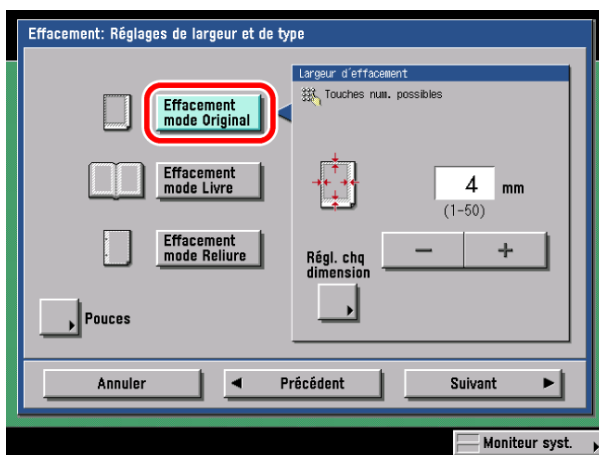 Effacement: Réglages de largeur et de type
Largeur d'effacement
Touches num. possibles
Effacement
mode Original
Effacement
mode Livre
Effacement
mode Reliure
4 mm
(1-50)
− +
Régl. chq
dimension
Pouces
Annuler
◀ Précédent
Suivant ▶
Moniteur syst.